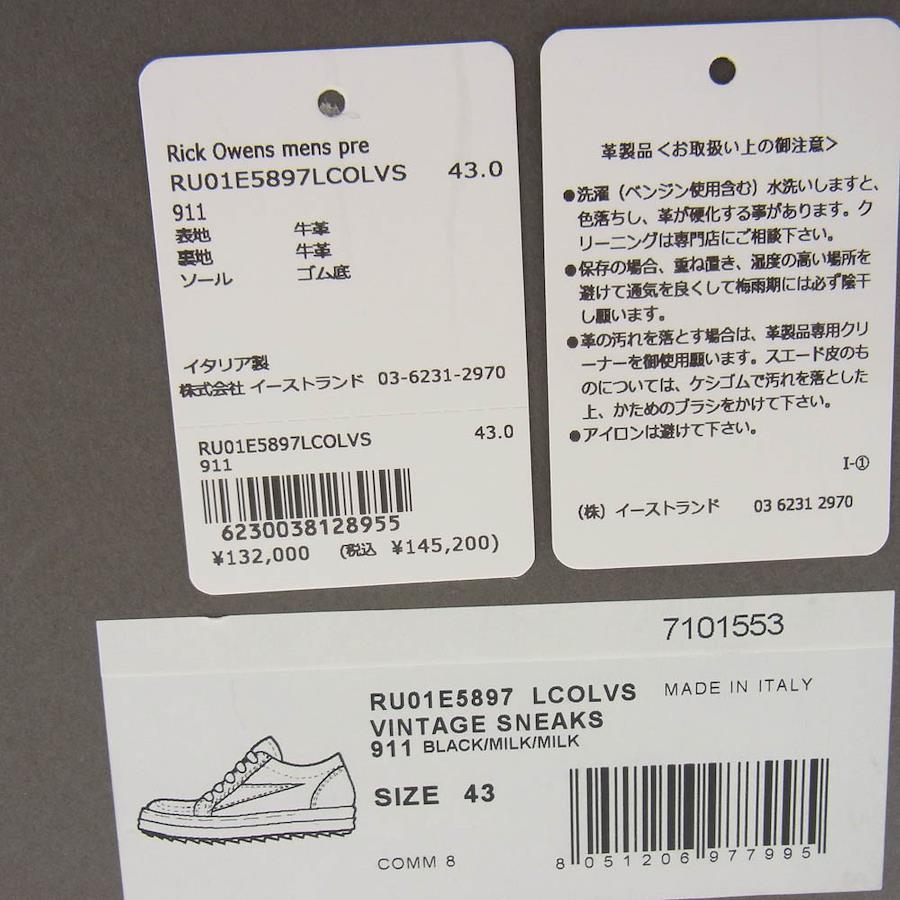 Rick Owens mens pre
RU01E5897LCOLVS 43.0
911
表地 牛革
裏地 牛革
ソール ゴム底
イタリア製
株式会社 イーストランド 03-6231-2970
RU01E5897LCOLVS 43.0
911
6230038128955
¥132,000 (税込 ¥145,200)
革製品<お取扱い上の御注意>
●洗濯（ベンジン使用含む）水洗いしますと、
色落ちし、革が硬化する事があります。ク
リーニングは専門店にご相談下さい。
●保存の場合、重ね置き、湿度の高い場所を
避けて通気を良くして梅雨期には必ず陰干
し願います。
●革の汚れを落とす場合は、革製品専用クリ
ーナーを御使用願います。スエード皮のも
のについては、ケシゴムで汚れを落とした
上、かためのブラシをかけて下さい。
●アイロンは避けて下さい。
I-①
（株）イーストランド 03 6231 2970
7101553
RU01E5897 LCOLVS MADE IN ITALY
VINTAGE SNEAKS
911 BLACK/MILK/MILK
SIZE 43
COMM 8
8 051206 977995